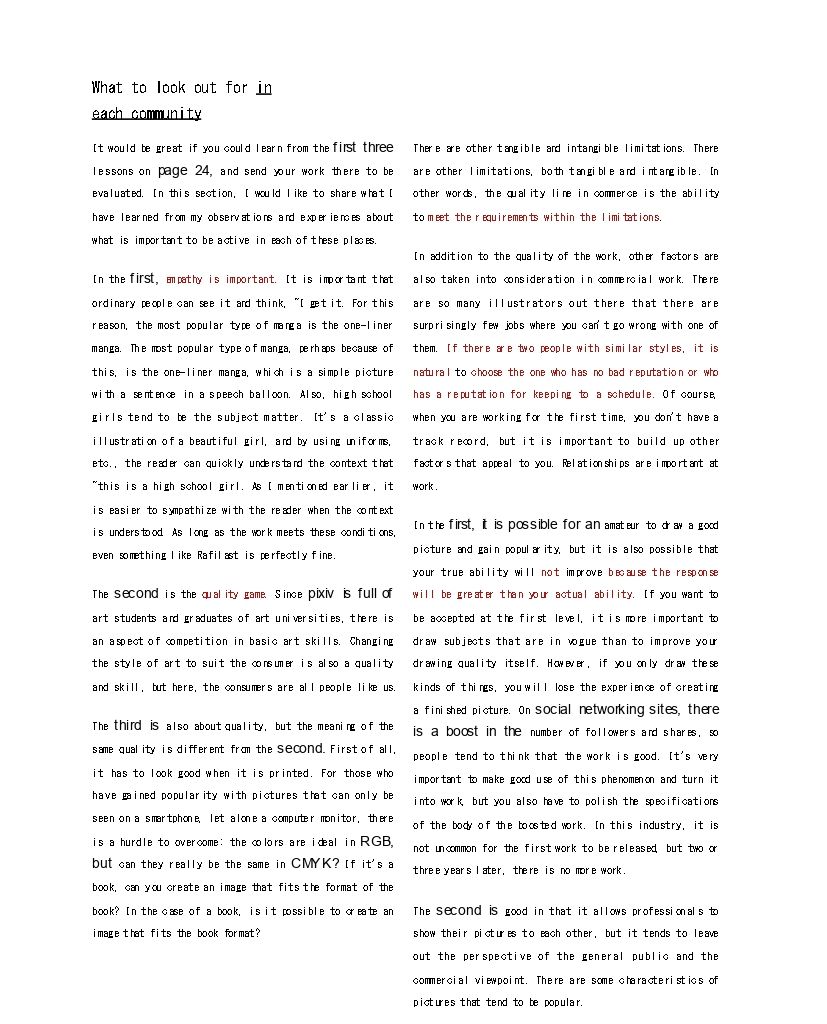 What to look out for in
each community
It would be great if you could learn from the first three
lessons on page 24, and send your work there to be
evaluated. In this section, I would like to share what I
have learned from my observations and experiences about
what is important to be active in each of these places.
In the first, empathy is important. It is important that
ordinary people can see it and think, "I get it. For this
reason, the most popular type of manga is the one-liner
manga. The most popular type of manga, perhaps because of
this, is the one-liner manga, which is a simple picture
with a sentence in a speech balloon. Also, high school
girls tend to be the subject matter. It's a classic
illustration of a beautiful girl, and by using uniforms,
etc., the reader can quickly understand the context that
"this is a high school girl. As I mentioned earlier, it
is easier to sympathize with the reader when the context
is understood. As long as the work meets these conditions,
even something like Rafilast is perfectly fine.
The second is the quality game. Since pixiv is full of
art students and graduates of art universities, there is
an aspect of competition in basic art skills. Changing
the style of art to suit the consumer is also a quality
and skill, but here, the consumers are all people like us.
The third is also about quality, but the meaning of the
same quality is different from the second. First of all,
it has to look good when it is printed. For those who
have gained popularity with pictures that can only be
seen on a smartphone, let alone a computer monitor, there
is a hurdle to overcome: the colors are ideal in RGB,
but can they really be the same in CMYK? If it's a
book, can you create an image that fits the format of the
book? In the case of a book, is it possible to create an
image that fits the book format?
There are other tangible and intangible limitations. There
are other limitations, both tangible and intangible. In
other words, the quality line in commerce is the ability
to meet the requirements within the limitations.
In addition to the quality of the work, other factors are
also taken into consideration in commercial work. There
are so many illustrators out there that there are
surprisingly few jobs where you can't go wrong with one of
them. If there are two people with similar styles, it is
natural to choose the one who has no bad reputation or who
has a reputation for keeping to a schedule. Of course,
when you are working for the first time, you don't have a
track record, but it is important to build up other
factors that appeal to you. Relationships are important at
work.
In the first, it is possible for an amateur to draw a good
picture and gain popularity, but it is also possible that
your true ability will not improve because the response
will be greater than your actual ability. If you want to
be accepted at the first level, it is more important to
draw subjects that are in vogue than to improve your
drawing quality itself. However, if you only draw these
kinds of things, you will lose the experience of creating
a finished picture. On social networking sites, there
is a boost in the number of followers and shares, so
people tend to think that the work is good. It's very
important to make good use of this phenomenon and turn it
into work, but you also have to polish the specifications
of the body of the boosted work. In this industry, it is
not uncommon for the first work to be released, but two or
three years later, there is no more work.
The second is good in that it allows professionals to
show their pictures to each other, but it tends to leave
out the perspective of the general public and the
commercial viewpoint. There are some characteristics of
pictures that tend to be popular.